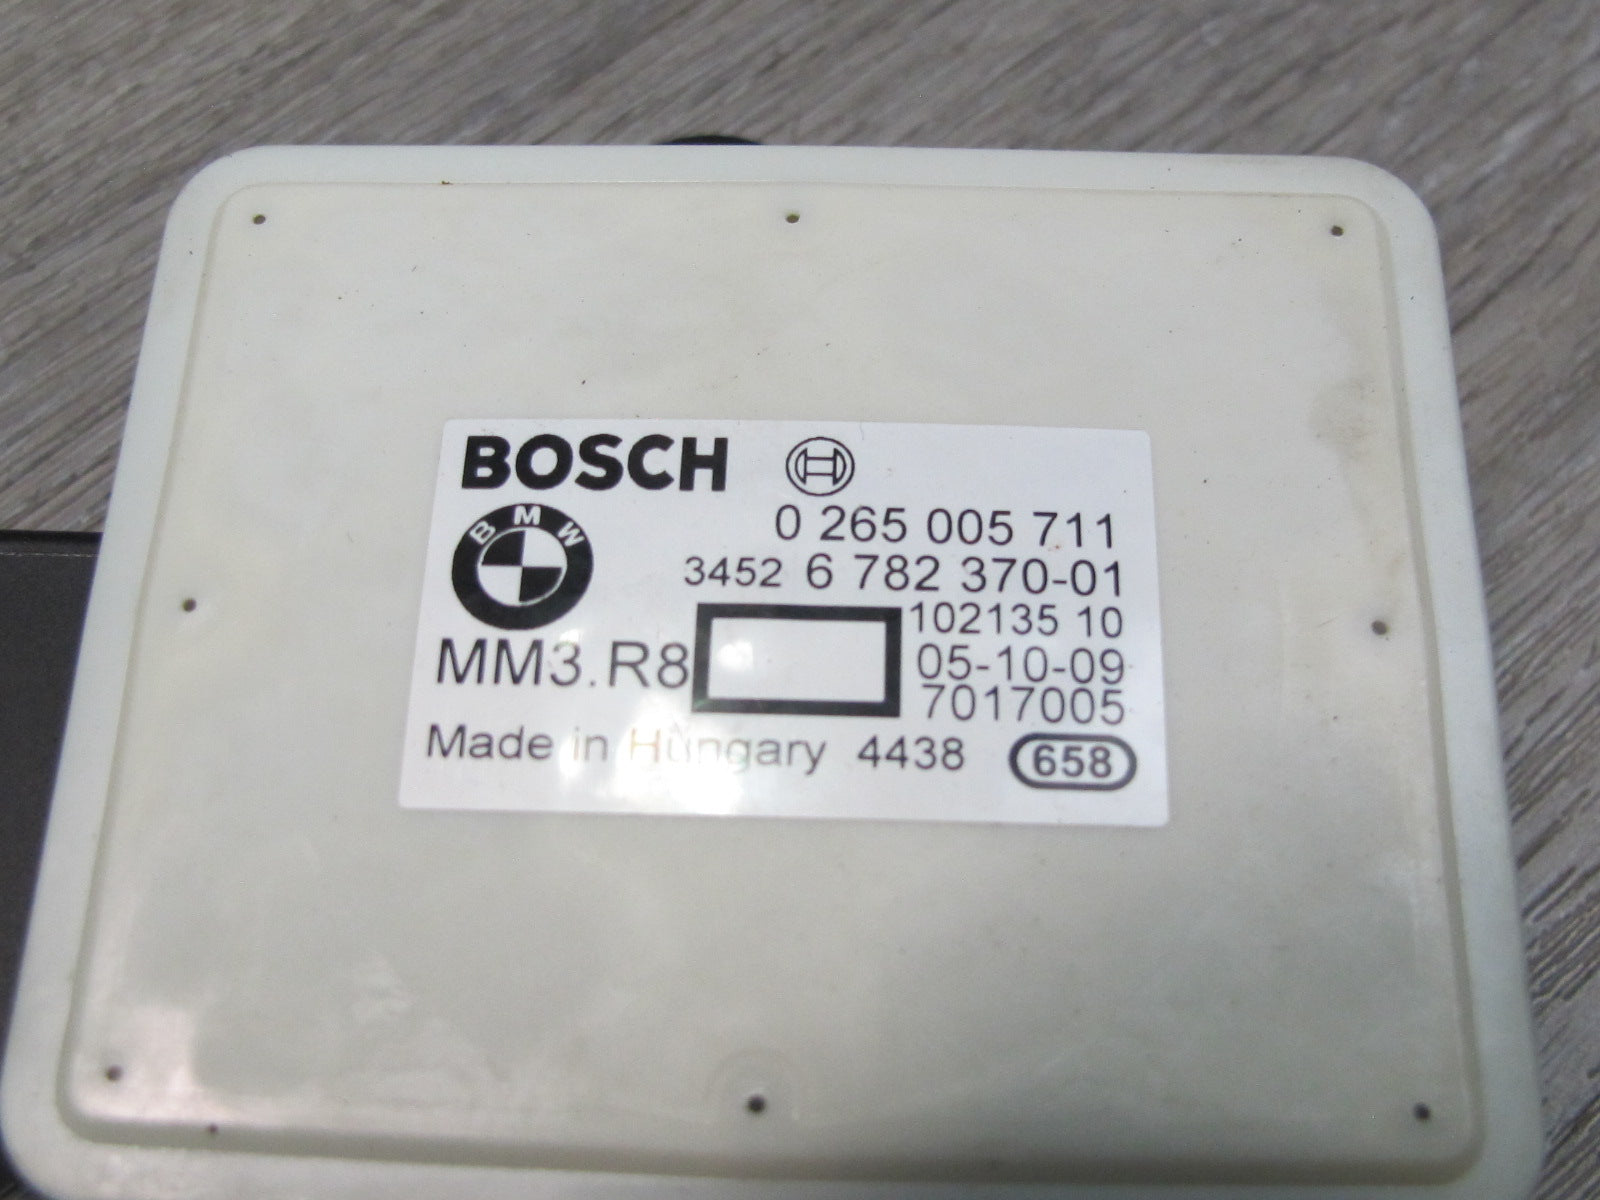 BOSCH
0 265 005 711
BMW
3452 6 782 370-01
102135 10
MM3.R8
05-10-09
7017005
Made in Hungary 4438 658